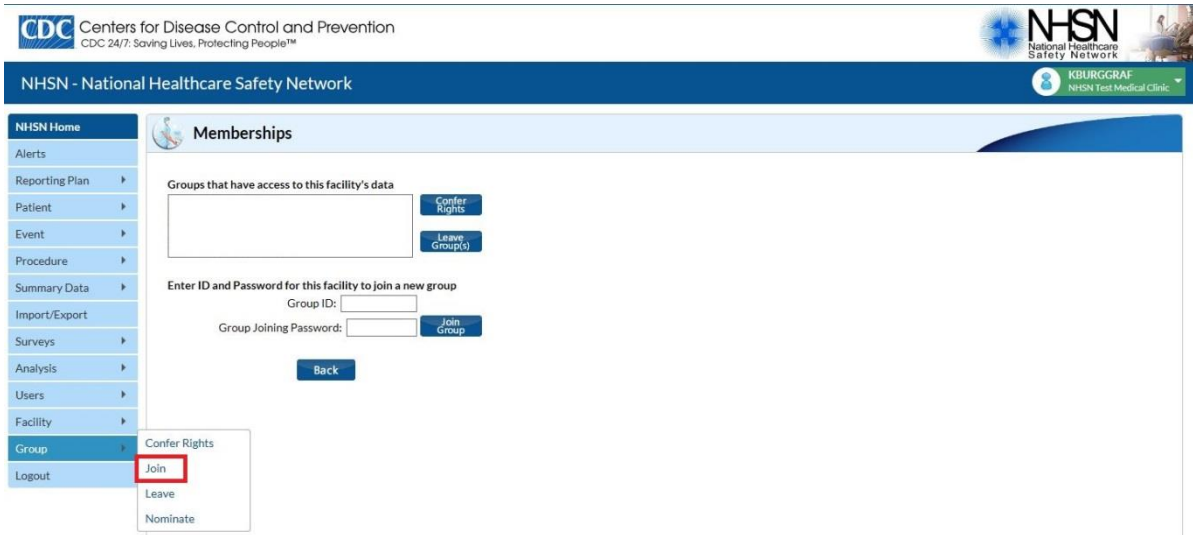 CDC Centers for Disease Control and Prevention
CDC 24/7: Saving Lives, Protecting People™
NHSN
National Healthcare
Safety Network
NHSN - National Healthcare Safety Network
KBURGGRAF
NHSN Test Medical Clinic
NHSN Home
Alerts
Reporting Plan
Patient
Event
Procedure
Summary Data
Import/Export
Surveys
Analysis
Users
Facility
Group
Logout
Memberships
Groups that have access to this facility's data
Confer
Rights
Leave
Group(s)
Enter ID and Password for this facility to join a new group
Group ID:
Group Joining Password:
Join
Group
Back
Confer Rights
Join
Leave
Nominate